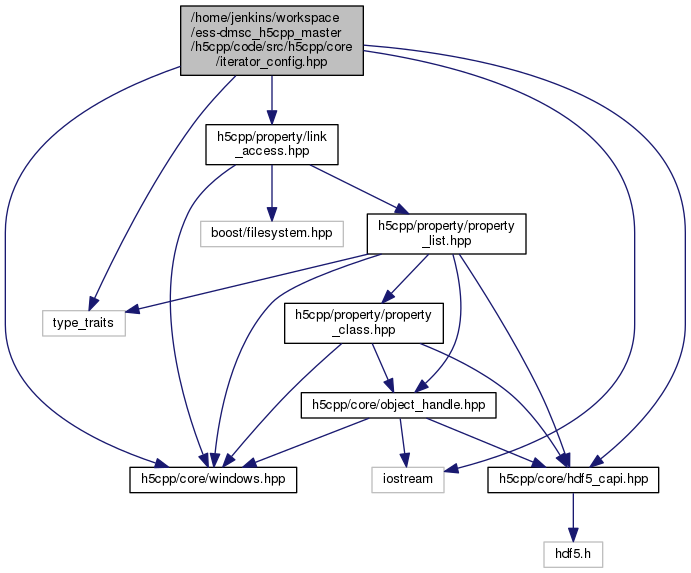 /home/jenkins/workspace
/ess-dmsc_h5cpp_master
/h5cpp/code/src/h5cpp/core
/iterator_config.hpp
h5cpp/property/link
_access.hpp
boost/filesystem.hpp
h5cpp/property/property
_list.hpp
type_traits
h5cpp/property/property
_class.hpp
h5cpp/core/object_handle.hpp
h5cpp/core/windows.hpp
iostream
h5cpp/core/hdf5_capi.hpp
hdf5.h